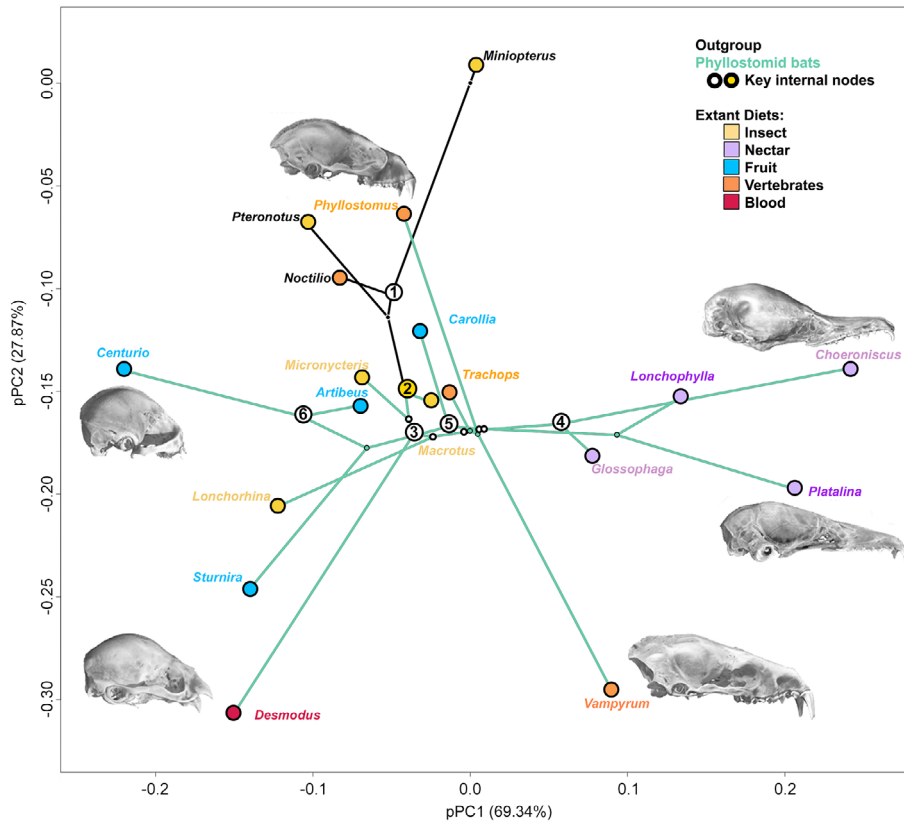 0.00
-0.05
-0.10
-0.15
-0.20
-0.25
-0.30
pPC2 (27.87%)
Miniopterus
Outgroup
Phyllostomid bats
Key internal nodes
Extant Diets:
Insect
Nectar
Fruit
Vertebrates
Blood
Phyllostomus
Pteronotus
Noctilio
1
Carollia
Centurio
Micronycteris
Artibeus
2
Trachops
Lonchophylla
Choeroniscus
6
3
5
4
Macrotus
Glossophaga
Lonchorhina
Platalina
Sturnira
Desmodus
Vampyrum
-0.2
-0.1
0.0
0.1
0.2
pPC1 (69.34%)